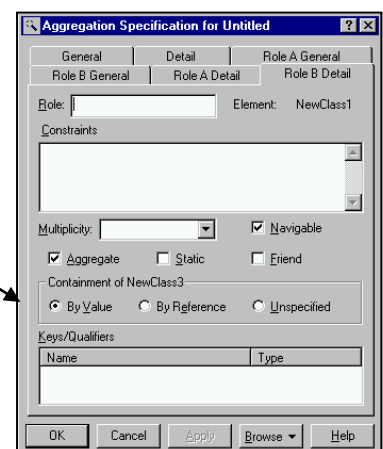 Aggregation Specification for Untitled
General Detail Role A General
Role B General Role A Detail Role B Detail
Role: Element: NewClass1
Constraints
Multiplicity: Navigable
Aggregate Static Friend
Containment of NewClass3
By Value By Reference Unspecified
Keys/Qualifiers
Name Type
OK Cancel Apply Browse Help